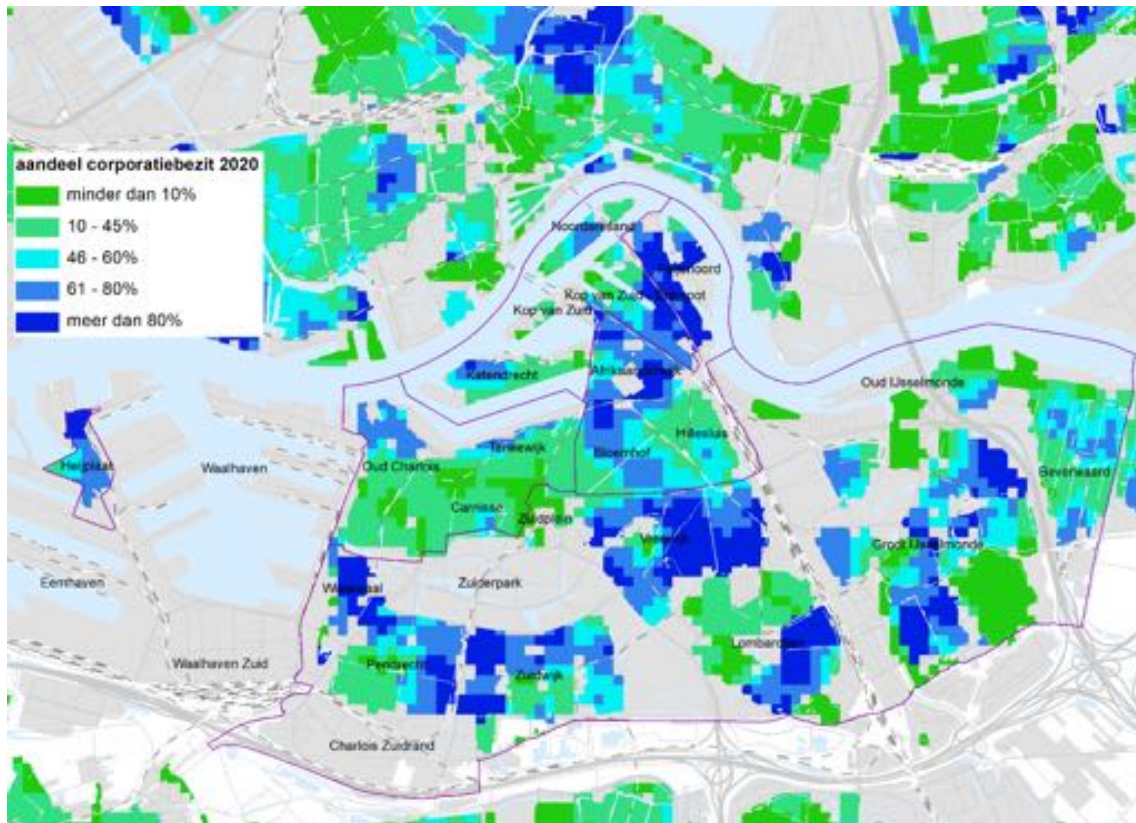 aandeel corporatiebezit 2020
minder dan 10%
10 - 45%
46 - 60%
61 - 80%
meer dan 80%
Noordereiland
Kop van Zuid
Kop van Zuid
Katendrecht
Afrikaanderwijk
Oud IJsselmonde
Hillesluis
Tarwewijk
Bloemhof
Oud Charlois
Heijplaat
Waalhaven
Beverwaard
Carnisse
Zuidplein
Vreewijk
Groot IJsselmonde
Eemhaven
Wielewaal
Zuiderpark
Lombardijen
Waalhaven Zuid
Pendrecht
Zuidwijk
Charlois Zuidrand